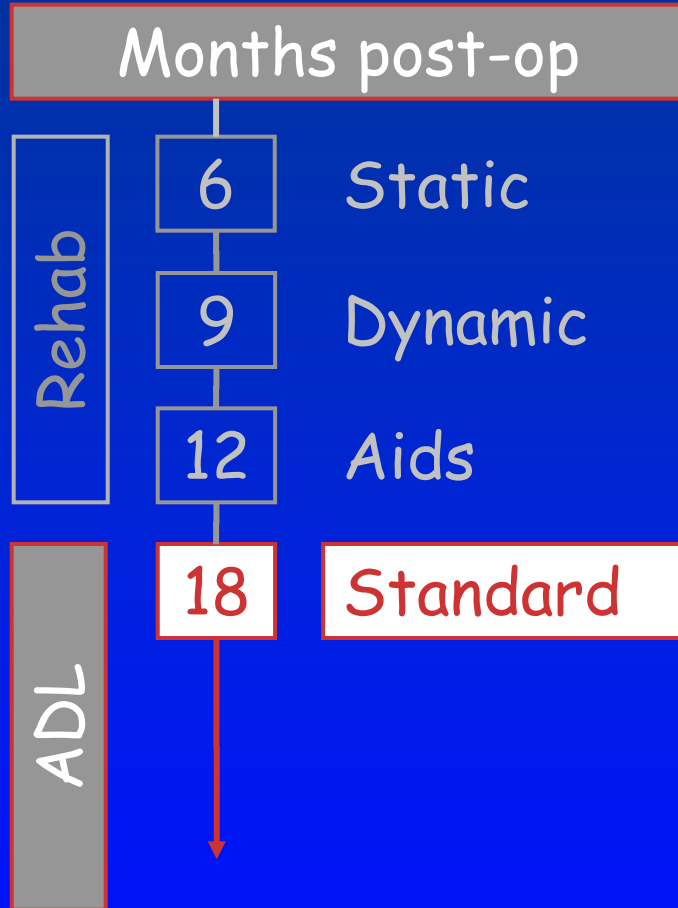 Months post-op
Rehab
6 Static
9 Dynamic
12 Aids
ADL
18 Standard